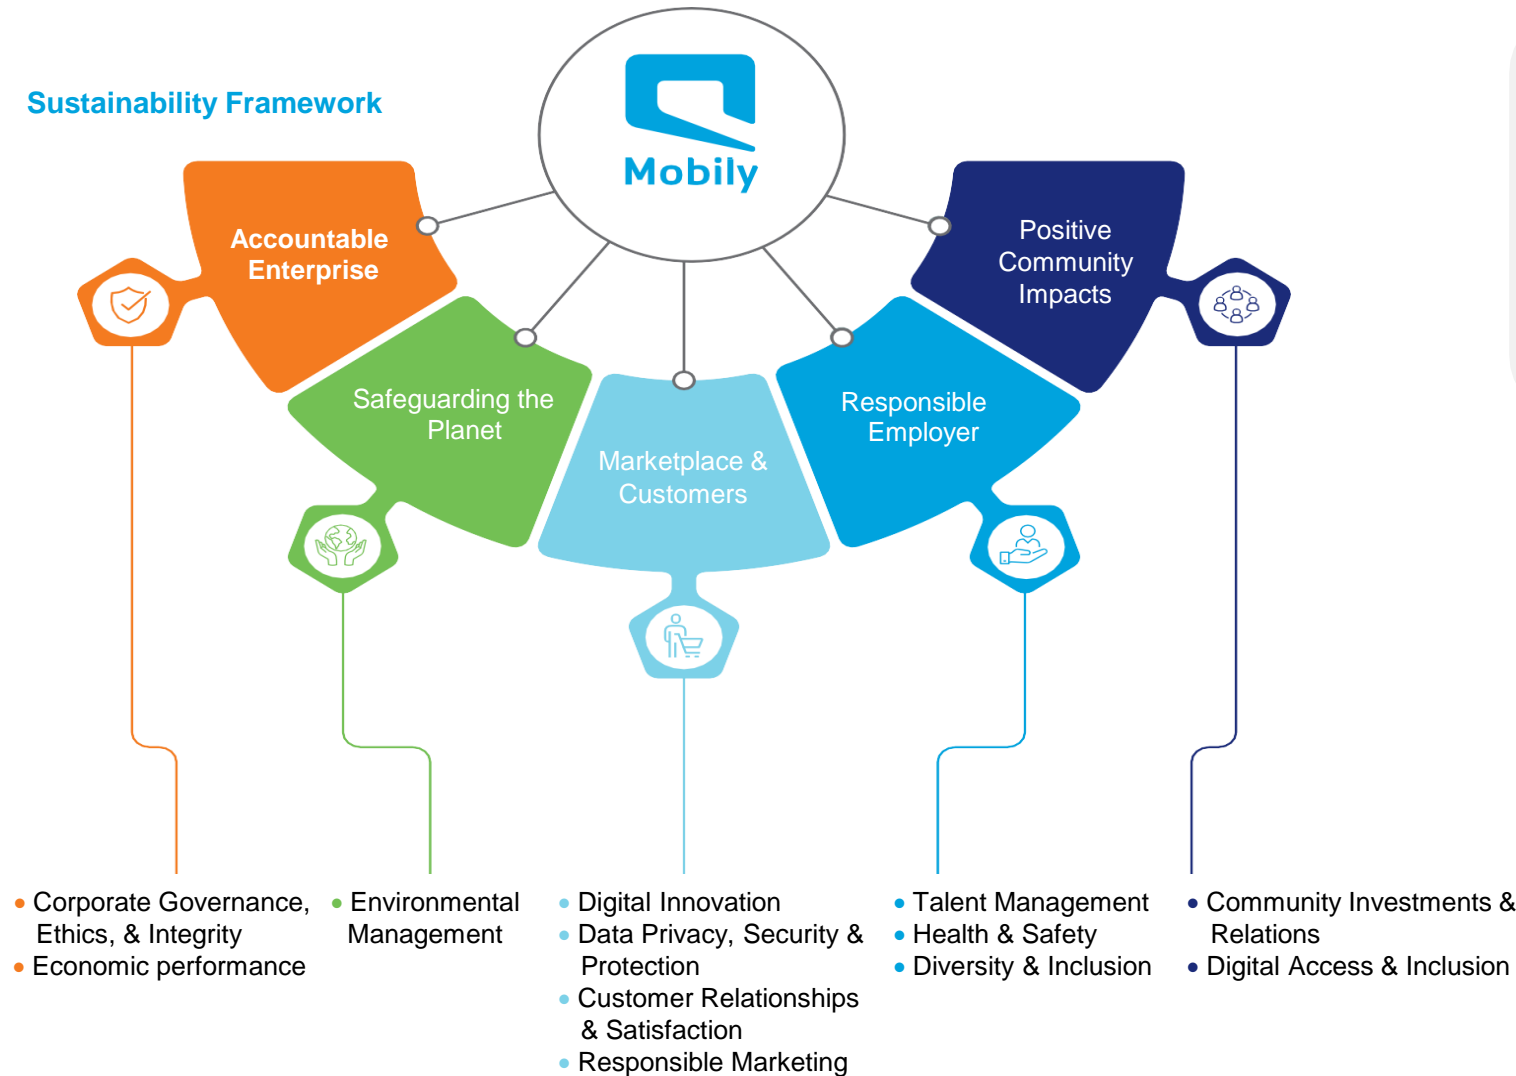 Sustainability Framework
Mobily
Accountable
Enterprise
Safeguarding the
Planet
Marketplace &
Customers
Responsible
Employer
Positive
Community
Impacts
• Corporate Governance,
Ethics, & Integrity
• Economic performance
• Environmental
Management
• Digital Innovation
• Data Privacy, Security &
Protection
• Customer Relationships
& Satisfaction
• Responsible Marketing
• Talent Management
• Health & Safety
• Diversity & Inclusion
• Community Investments &
Relations
• Digital Access & Inclusion